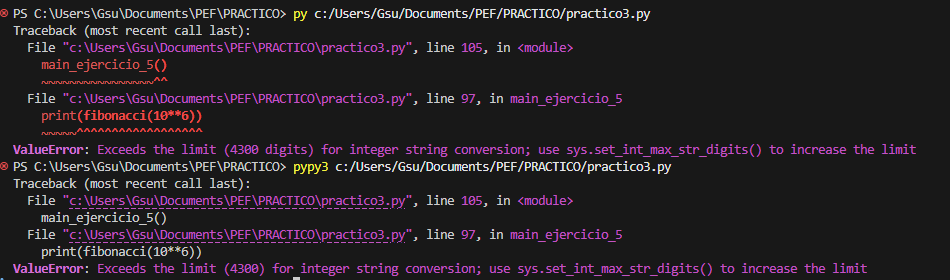 PS C:\Users\Gsu\Documents\PEF\PRACTICO> py c:/Users/Gsu/Documents/PEF/PRACTICO/practico3.py
Traceback (most recent call last):
  File "c:\Users\Gsu\Documents\PEF\PRACTICO\practico3.py", line 105, in <module>
    main_ejercicio_5()
    ~~~~~~~~~~~~~~~~^^
  File "c:\Users\Gsu\Documents\PEF\PRACTICO\practico3.py", line 97, in main_ejercicio_5
    print(fibonacci(10**6))
    ~~~~~^^^^^^^^^^^^^^^^^^
ValueError: Exceeds the limit (4300 digits) for integer string conversion; use sys.set_int_max_str_digits() to increase the limit
PS C:\Users\Gsu\Documents\PEF\PRACTICO> pypy3 c:/Users/Gsu/Documents/PEF/PRACTICO/practico3.py
Traceback (most recent call last):
  File "c:\Users\Gsu\Documents\PEF\PRACTICO\practico3.py", line 105, in <module>
    main_ejercicio_5()
  File "c:\Users\Gsu\Documents\PEF\PRACTICO\practico3.py", line 97, in main_ejercicio_5
    print(fibonacci(10**6))
ValueError: Exceeds the limit (4300) for integer string conversion; use sys.set_int_max_str_digits() to increase the limit